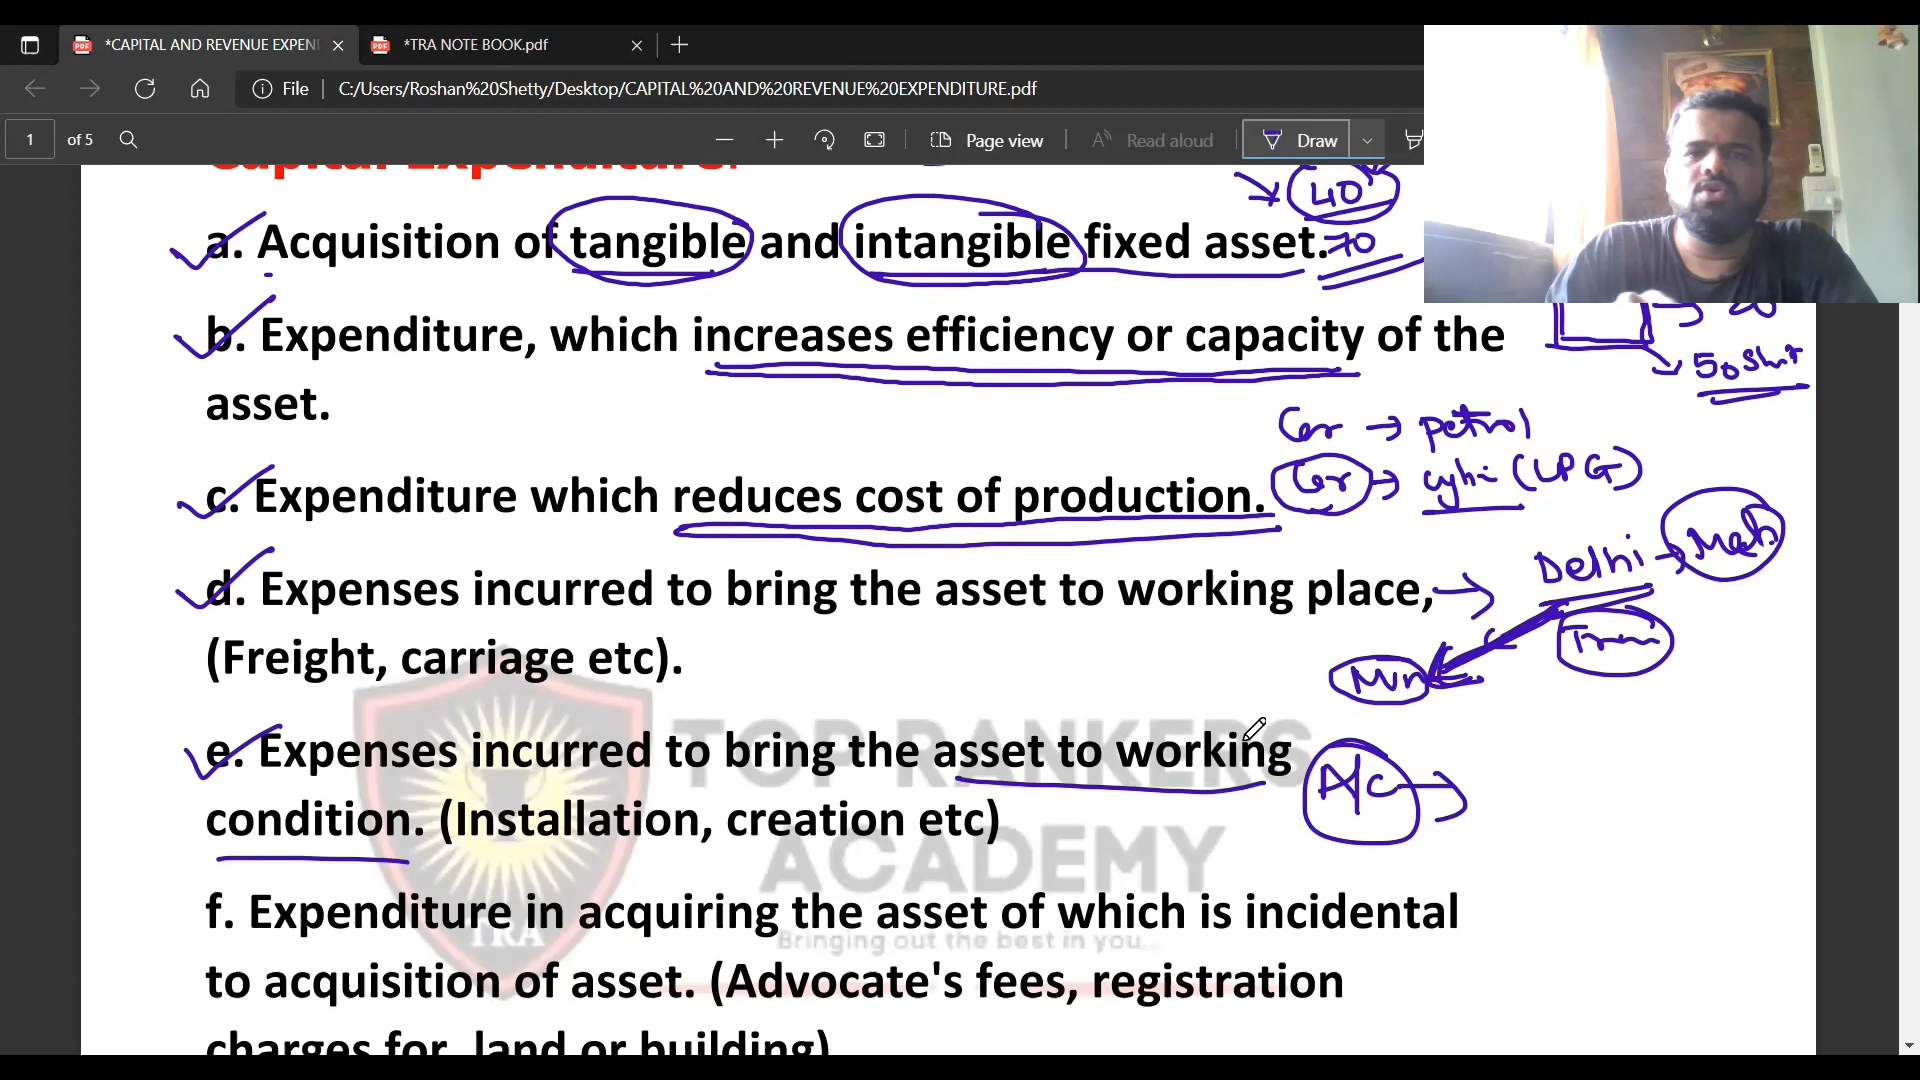 *CAPITAL AND REVENUE EXPEN
*TRA NOTE BOOK.pdf
File
C:/Users/Roshan%20Shetty/Desktop/CAPITAL%20AND%20REVENUE%20EXPENDITURE.pdf
1 of 5
Page view
Read aloud
Draw
Capital Expenditure:
40
a. Acquisition of tangible and intangible fixed asset.
70
20
b. Expenditure, which increases efficiency or capacity of the
asset.
50 Shirt
Car → petrol
c. Expenditure which reduces cost of production.
Car → (LPG)
Delhi →
d. Expenses incurred to bring the asset to working place,
(Freight, carriage etc).
TOP RANKERS
e. Expenses incurred to bring the asset to working
A/c →
condition. (Installation, creation etc)
ACADEMY
f. Expenditure in acquiring the asset of which is incidental
TRA
Bringing out the best in you...
to acquisition of asset. (Advocate's fees, registration
charges for land or building)